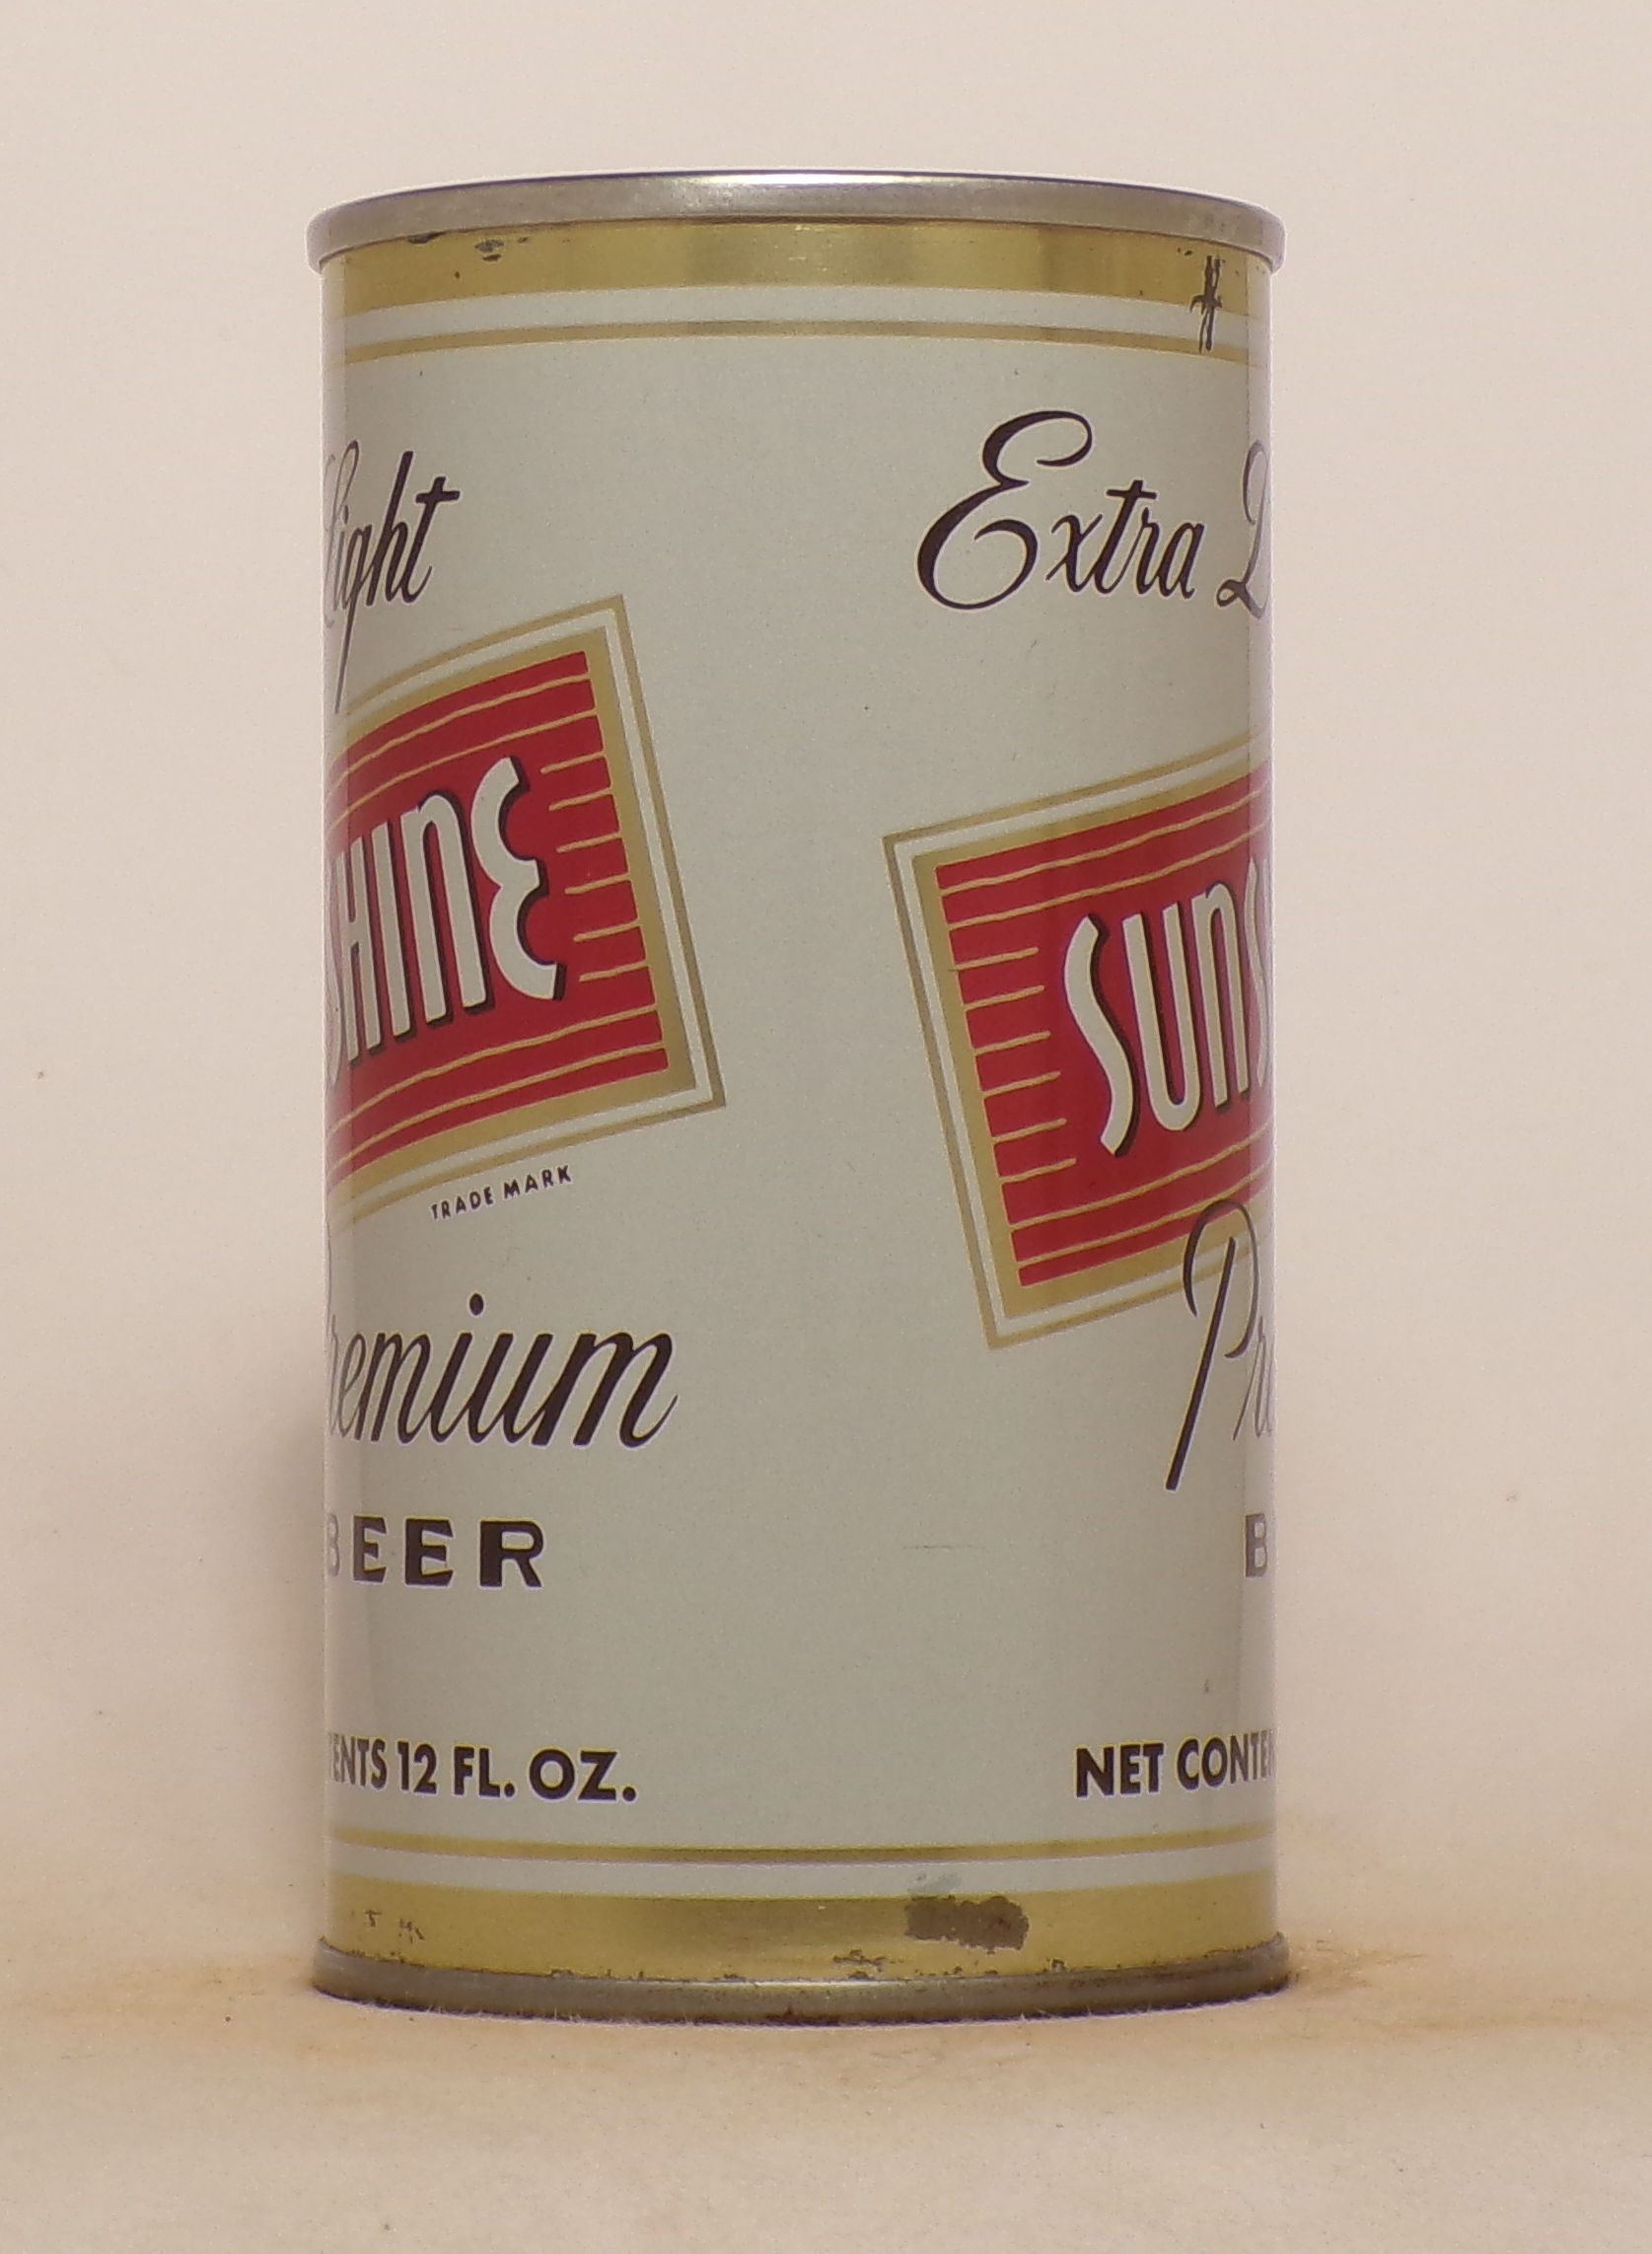 Light
SHINE
TRADE MARK
remium
BEER
ENTS 12 FL. OZ.
Extra
SUNS
Pr
B
NET CONTE